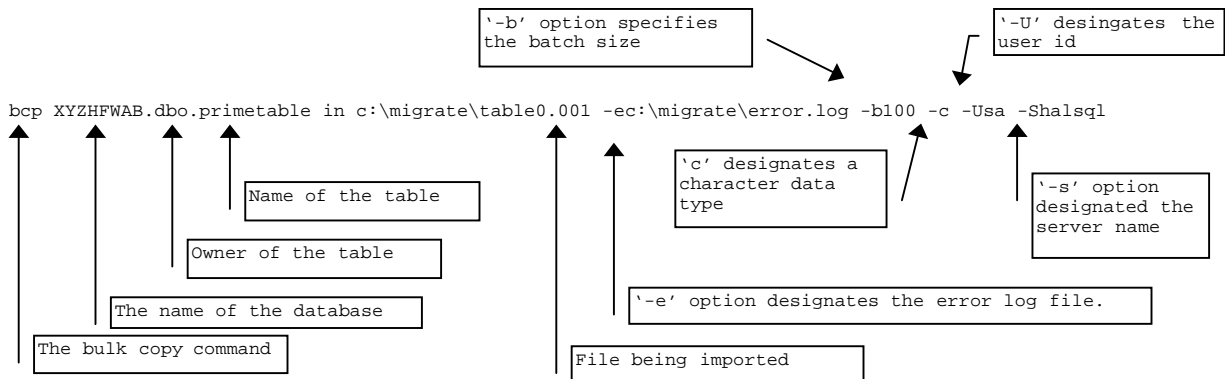 ‘-b’ option specifies
the batch size
‘-U’ desingates the
user id
bcp XYZHFWAB.dbo.primetable in c:\migrate\table0.001 -ec:\migrate\error.log -b100 -c -Usa -Shalsql
‘c’ designates a
character data
type
‘-s’ option
designated the
server name
Name of the table
Owner of the table
‘-e’ option designates the error log file.
The name of the database
The bulk copy command
File being imported